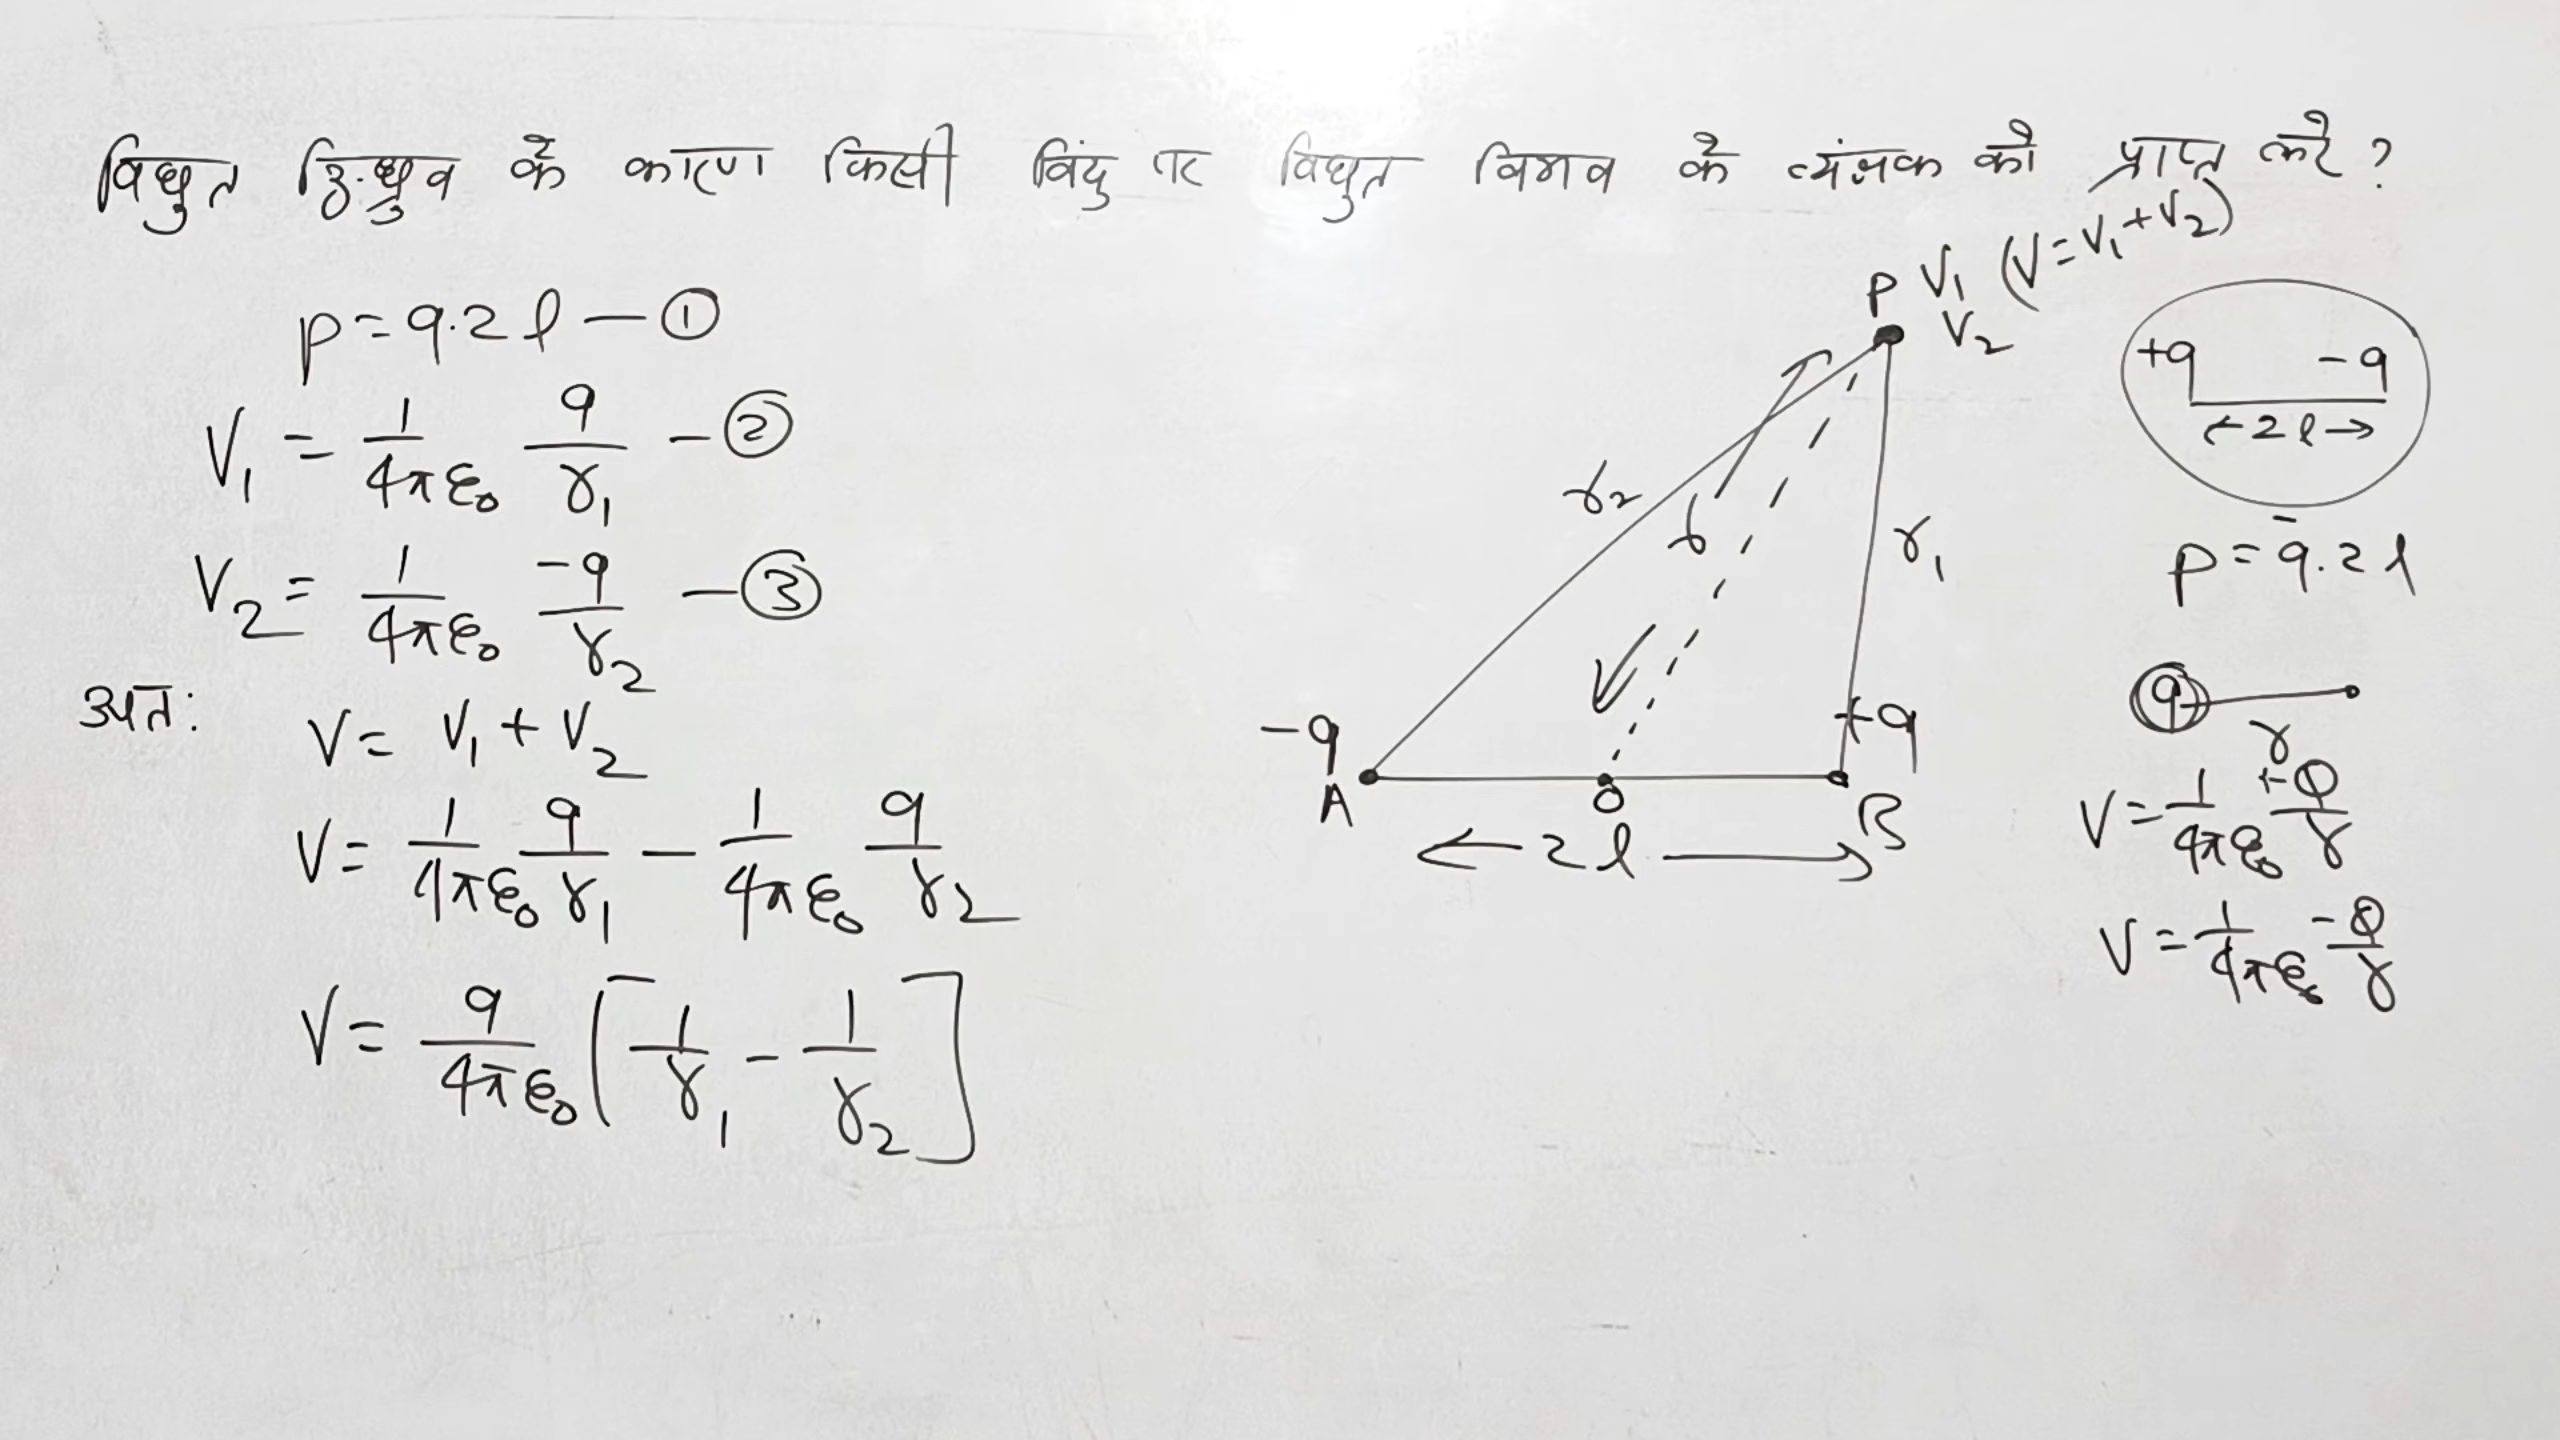 विधुत द्वि-ध्रुव के कारण किसी विंदु पर विधुत विभव के व्यंजक को प्राप्त करे ?
p = q.2l — ①
V₁ = 1/4πε₀ q/r₁ — ②
V₂ = 1/4πε₀ -q/r₂ — ③
अतः V = V₁ + V₂
V = 1/4πε₀ q/r₁ - 1/4πε₀ q/r₂
V = q/4πε₀ [1/r₁ - 1/r₂]
P V₁ (V = V₁ + V₂)
V₂
r₂
r
r₁
-q
+q
A
O
B
← 2l →
+q -q
← 2l →
p = q.2l
q
r
V = 1/4πε₀ +Q/r
V = 1/4πε₀ -Q/r